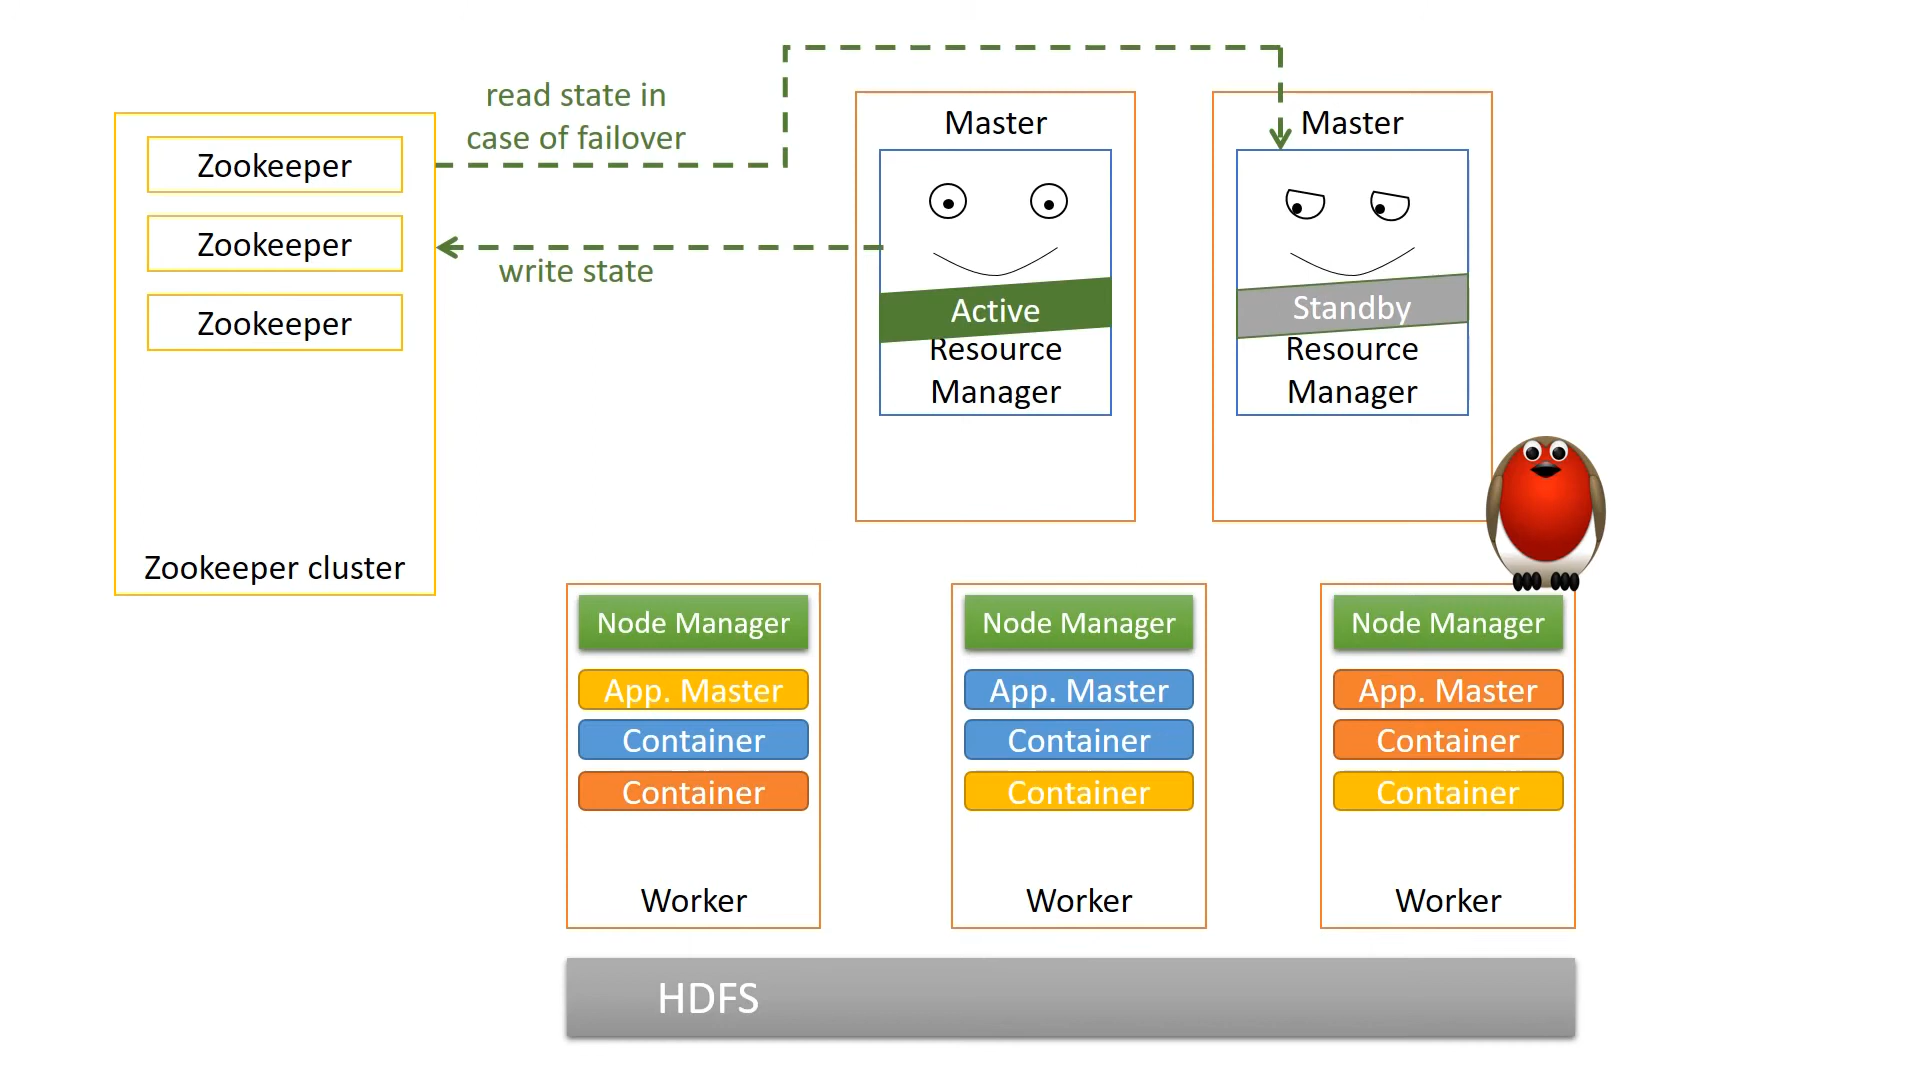 read state in
case of failover
write state
Zookeeper
Zookeeper
Zookeeper
Zookeeper cluster
Master
Active
Resource
Manager
Master
Standby
Resource
Manager
Node Manager
App. Master
Container
Container
Worker
Node Manager
App. Master
Container
Container
Worker
Node Manager
App. Master
Container
Container
Worker
HDFS